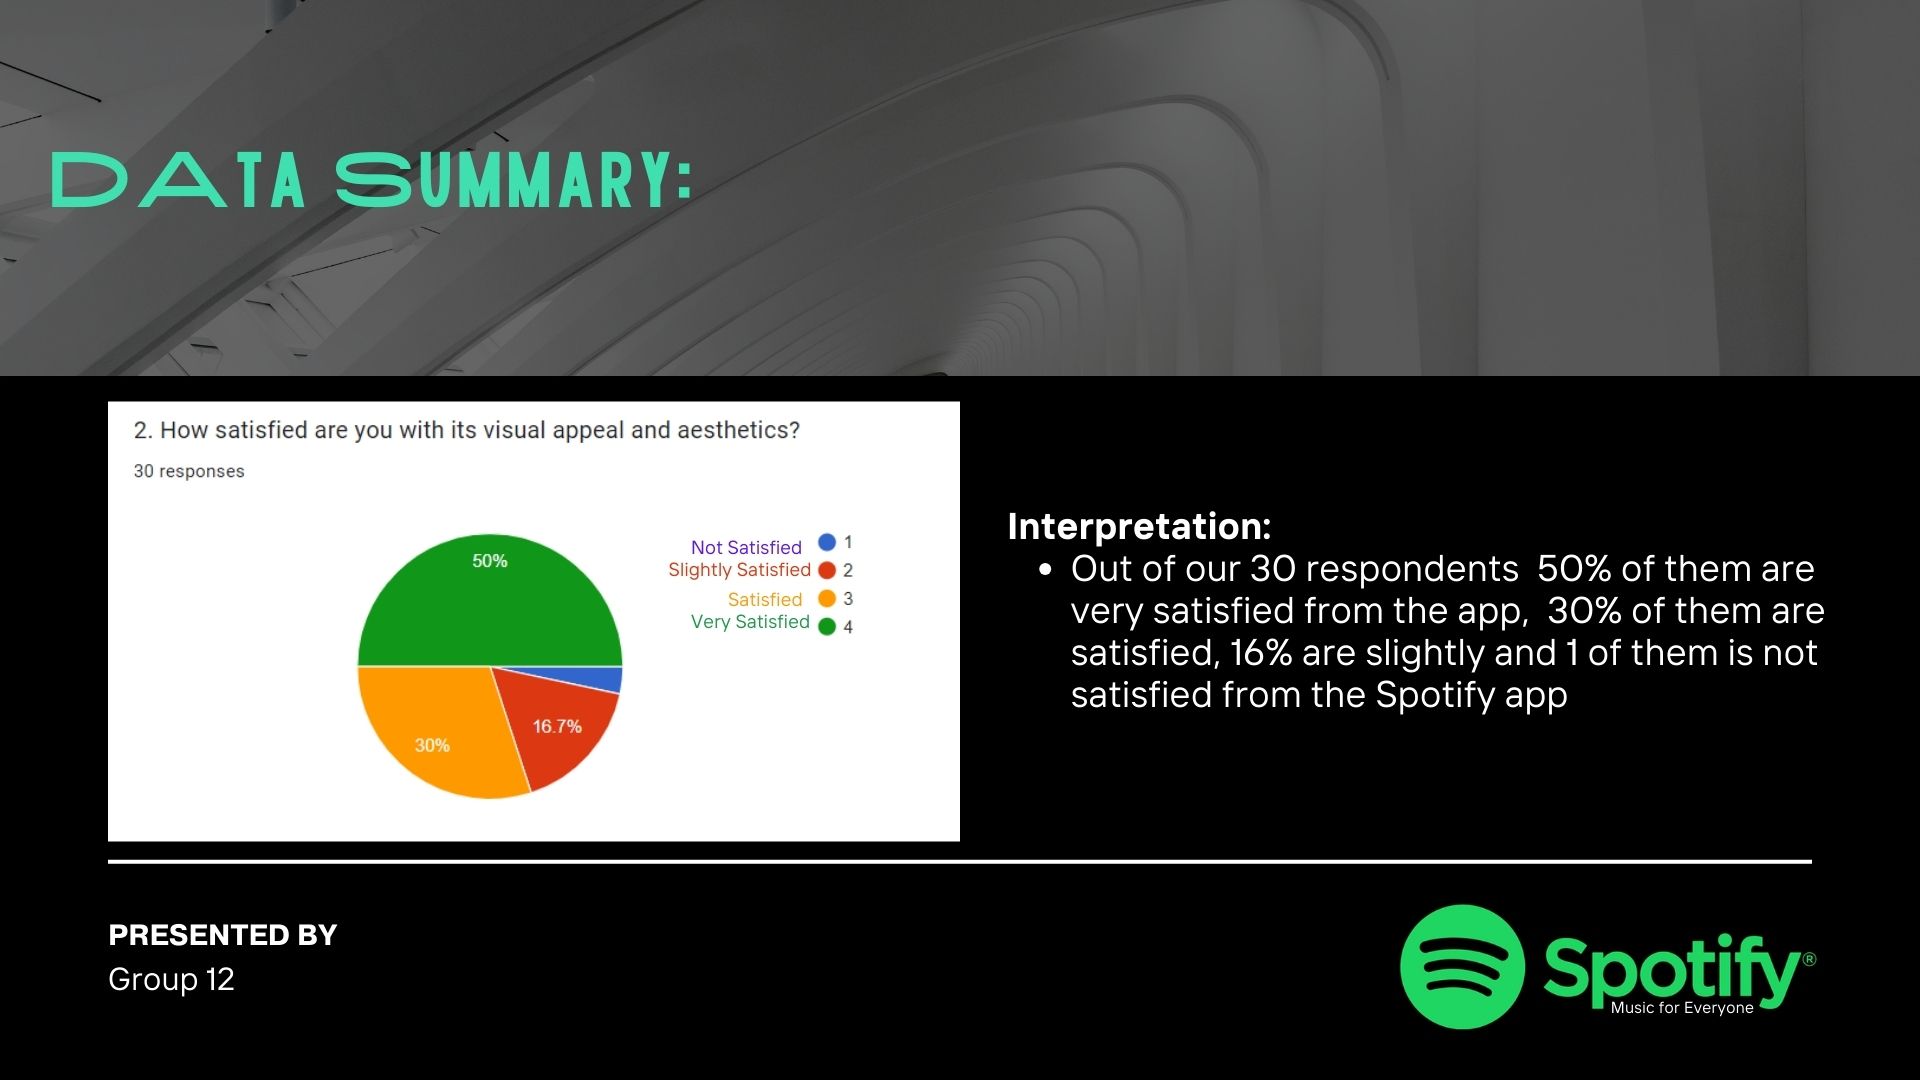 DATA SUMMARY:
2. How satisfied are you with its visual appeal and aesthetics?
30 responses
50%
30%
16.7%
Not Satisfied 1
Slightly Satisfied 2
Satisfied 3
Very Satisfied 4
Interpretation:
• Out of our 30 respondents 50% of them are
very satisfied from the app, 30% of them are
satisfied, 16% are slightly and 1 of them is not
satisfied from the Spotify app
PRESENTED BY
Group 12
Spotify®
Music for Everyone